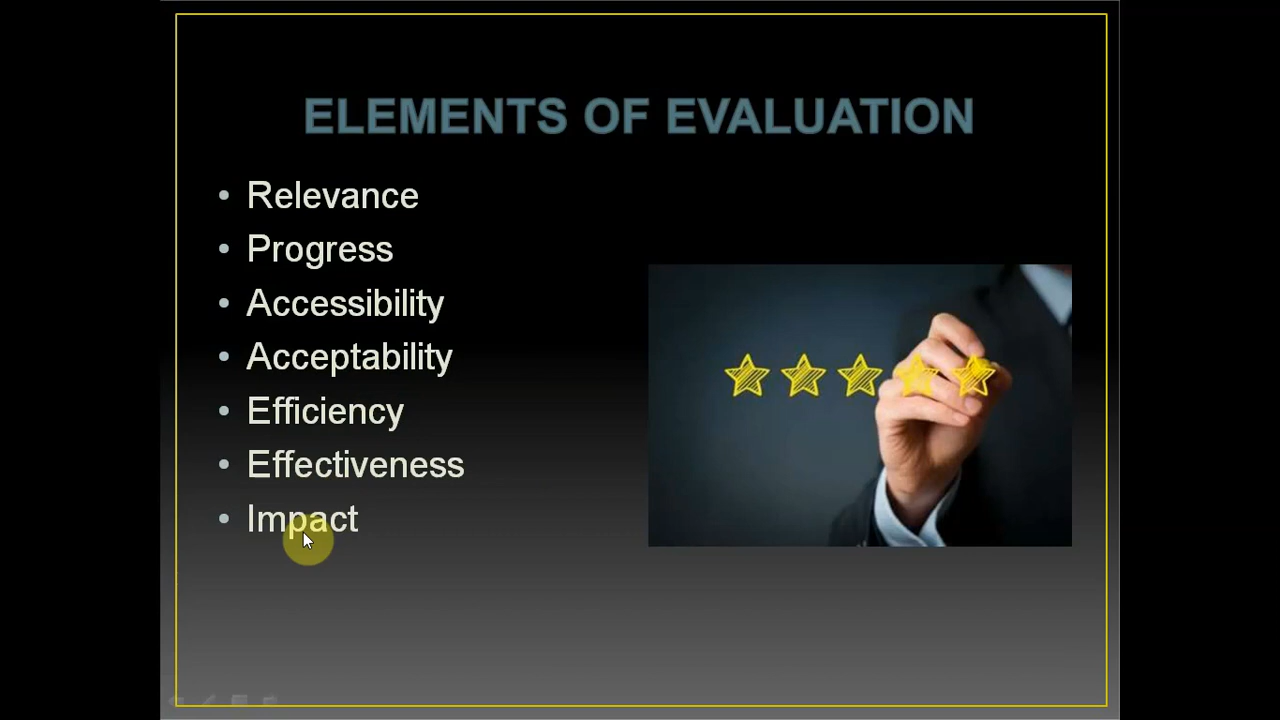 ELEMENTS OF EVALUATION
• Relevance
• Progress
• Accessibility
• Acceptability
• Efficiency
• Effectiveness
• Impact